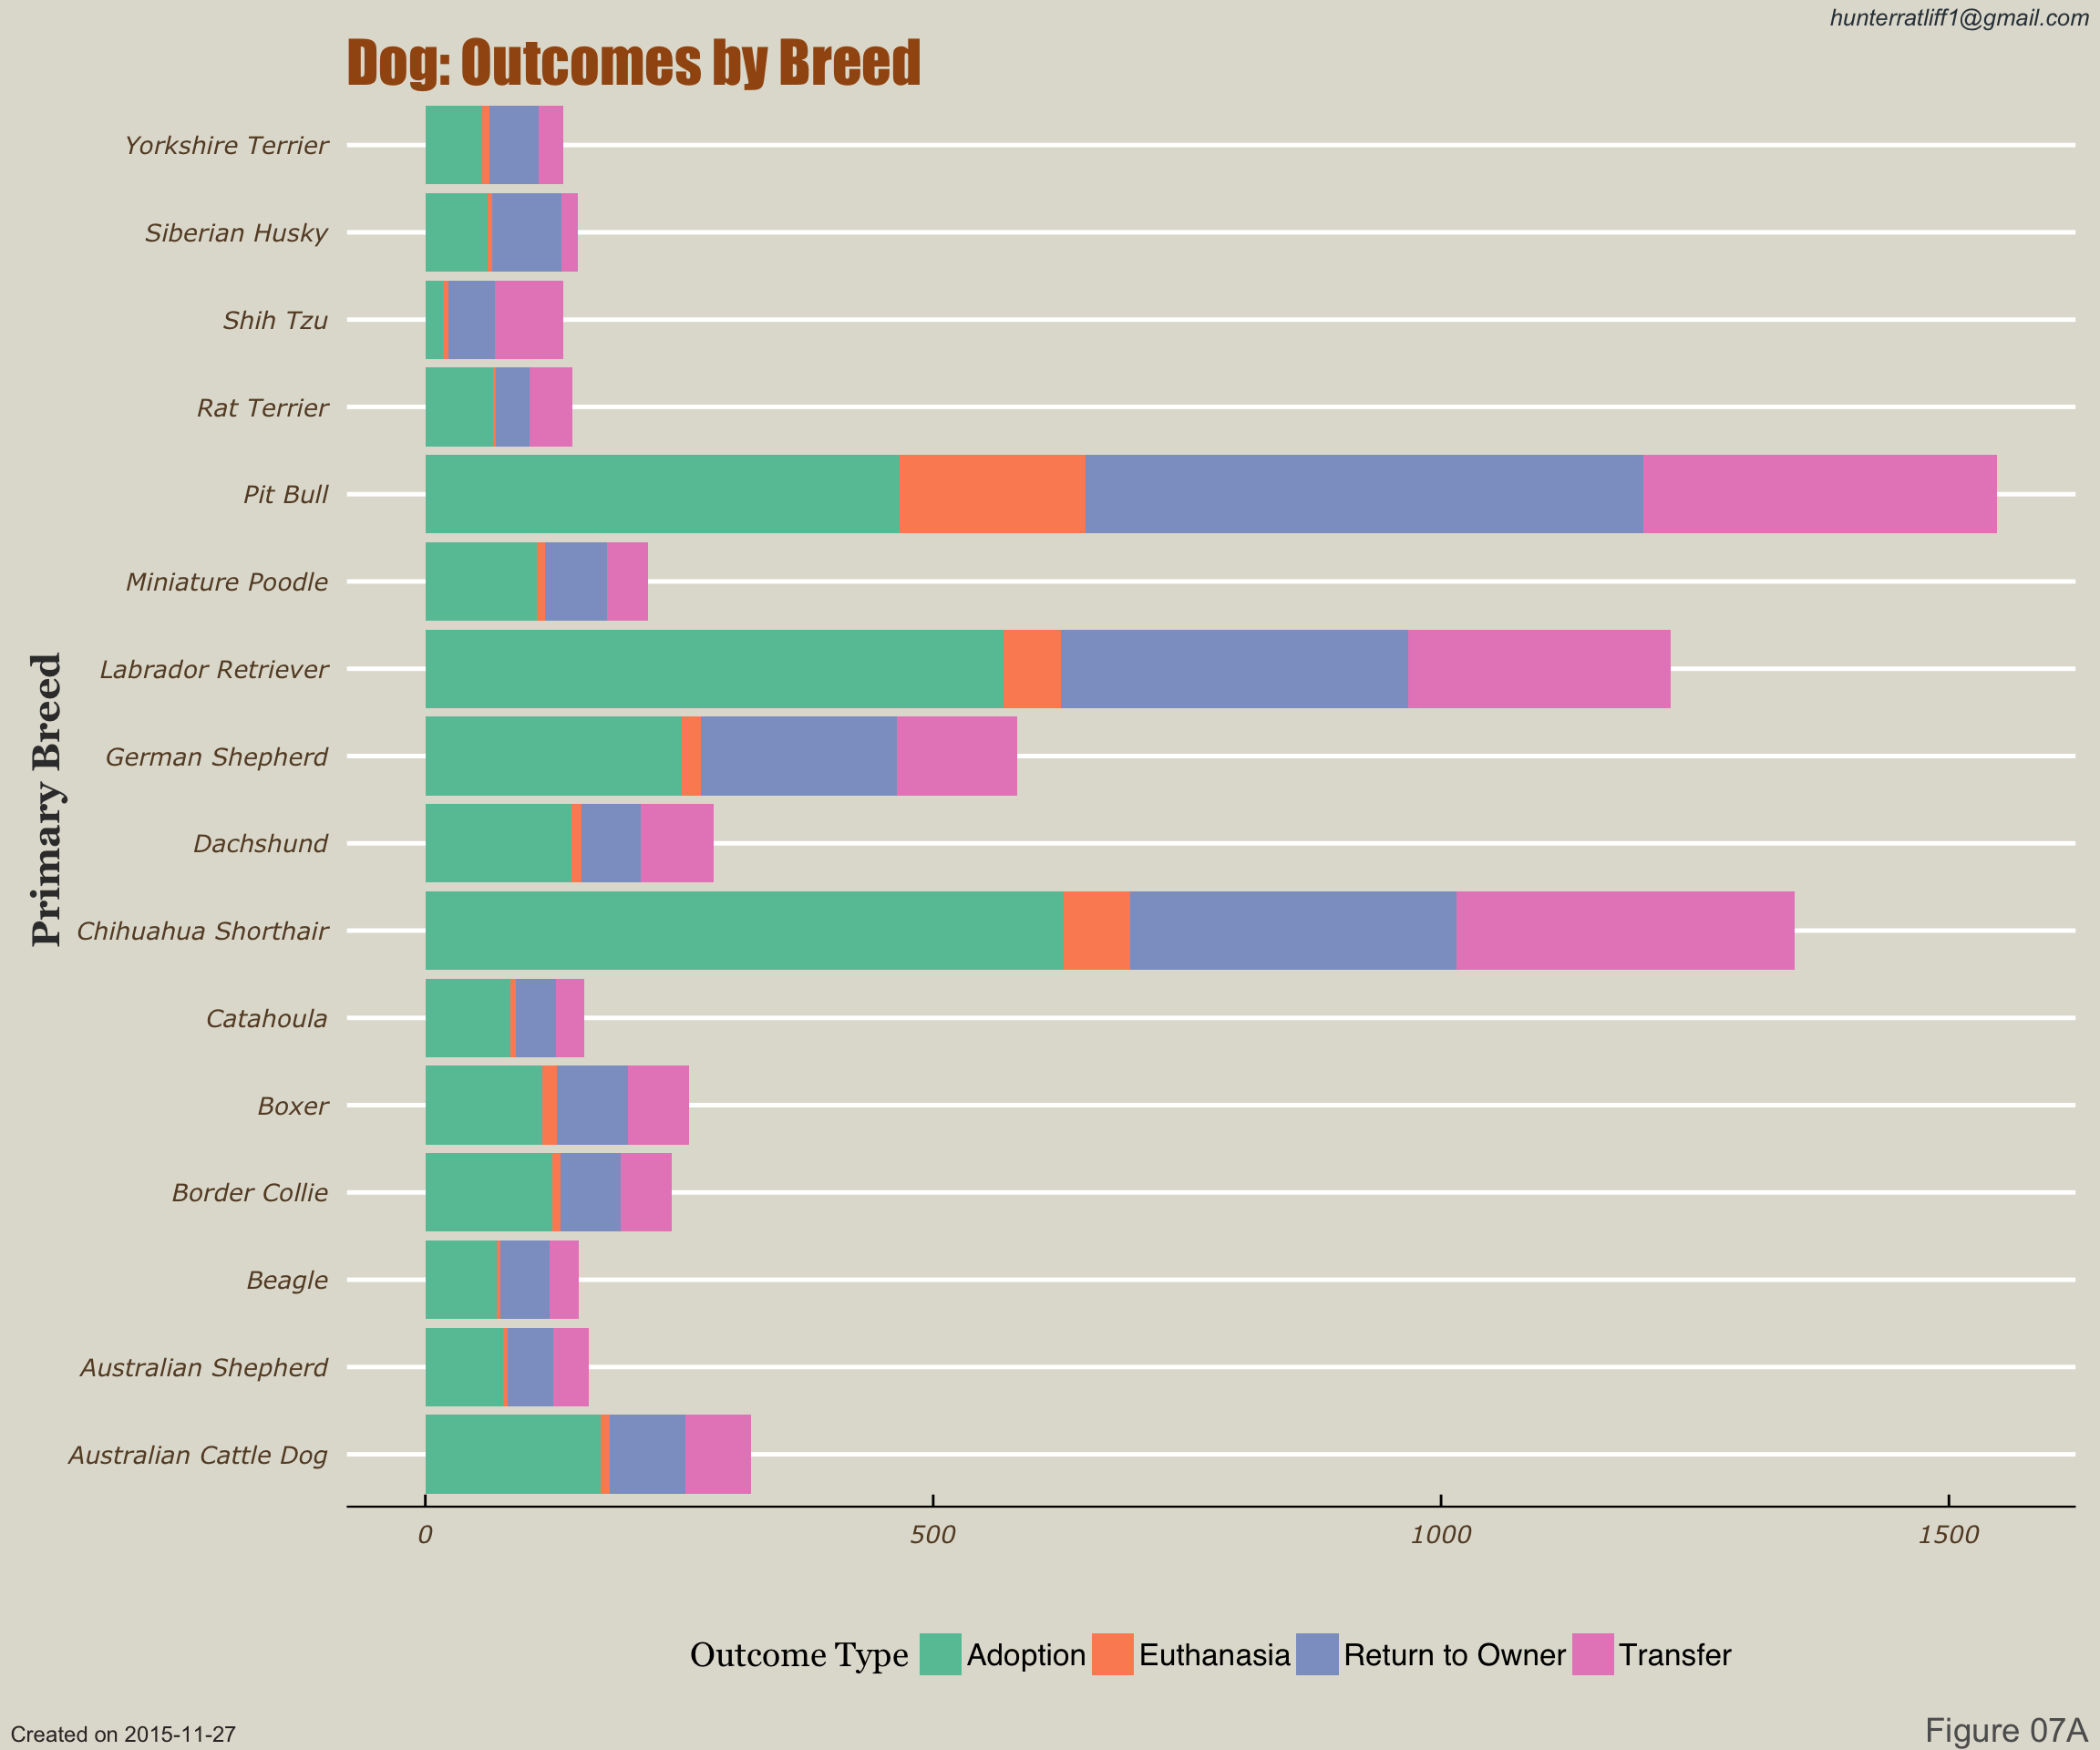 hunterratliff1@gmail.com
Dog: Outcomes by Breed
Yorkshire Terrier
Siberian Husky
Shih Tzu
Rat Terrier
Pit Bull
Miniature Poodle
Labrador Retriever
German Shepherd
Dachshund
Chihuahua Shorthair
Catahoula
Boxer
Border Collie
Beagle
Australian Shepherd
Australian Cattle Dog
Primary Breed
0 500 1000 1500
Outcome Type Adoption Euthanasia Return to Owner Transfer
Created on 2015-11-27
Figure 07A